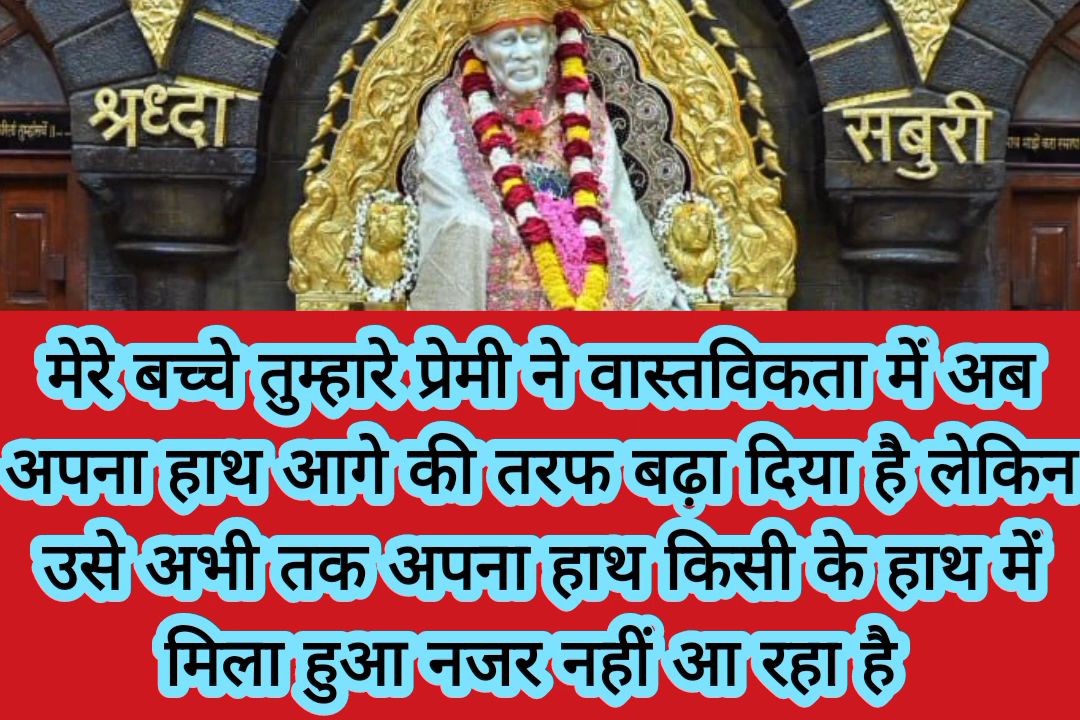 श्रध्दा
सबुरी
मेरे बच्चे तुम्हारे प्रेमी ने वास्तविकता में अब
अपना हाथ आगे की तरफ बढ़ा दिया है लेकिन
उसे अभी तक अपना हाथ किसी के हाथ में
मिला हुआ नजर नहीं आ रहा है